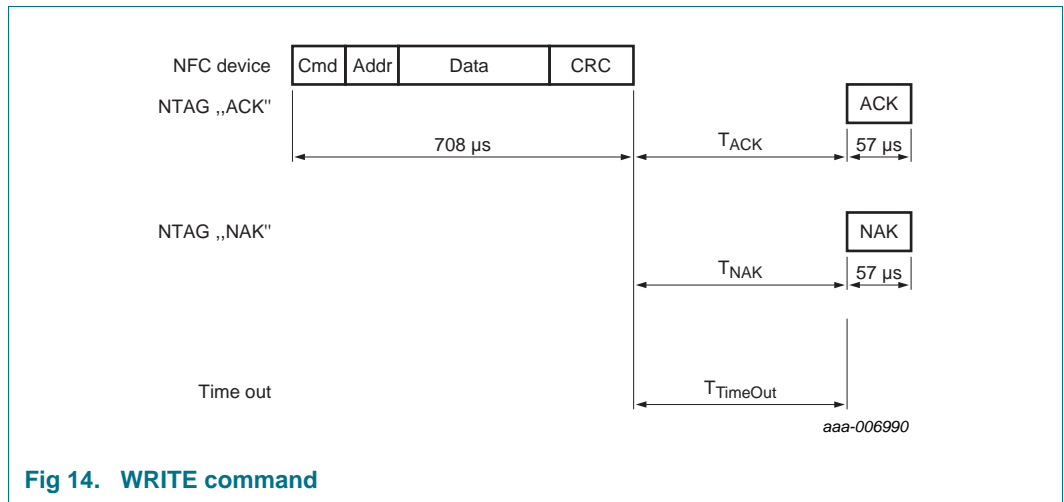 NFC device Cmd Addr Data CRC
NTAG ,,ACK" ACK
708 µs TACK 57 µs
NTAG ,,NAK" NAK
TNAK 57 µs
Time out TTimeOut
aaa-006990
Fig 14. WRITE command